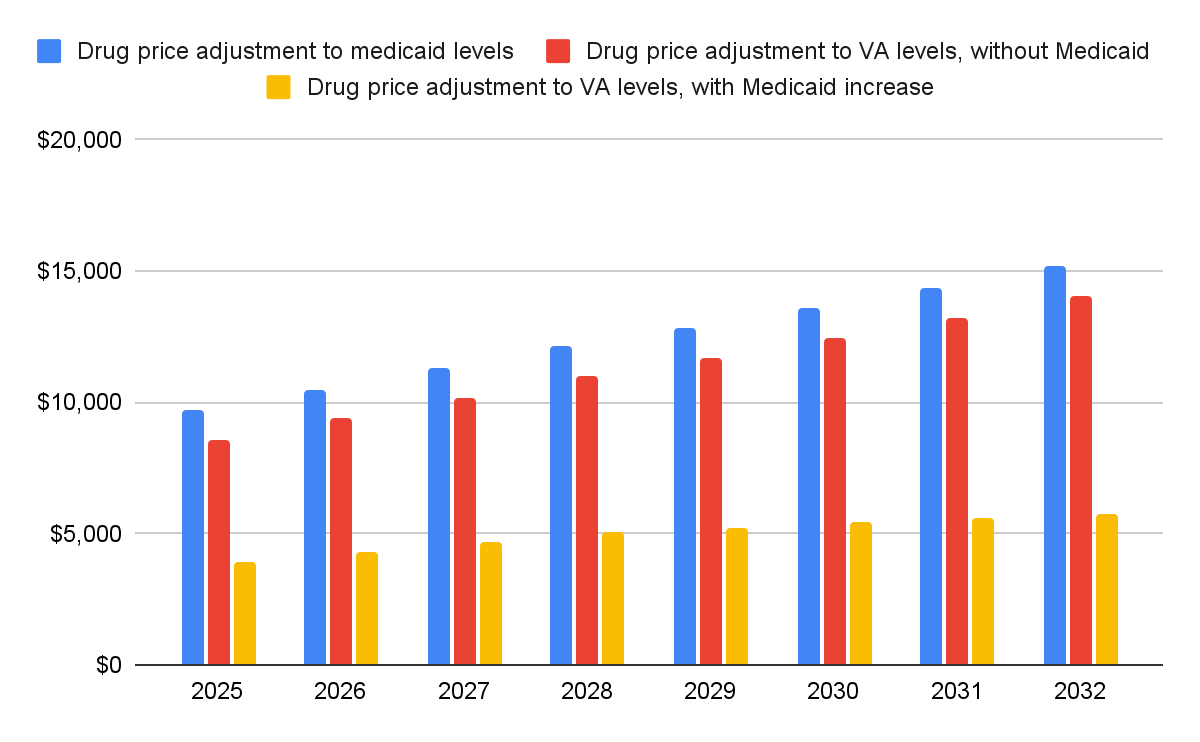 Drug price adjustment to medicaid levels Drug price adjustment to VA levels, without Medicaid
Drug price adjustment to VA levels, with Medicaid increase
$20,000
$15,000
$10,000
$5,000
$0
2025 2026 2027 2028 2029 2030 2031 2032